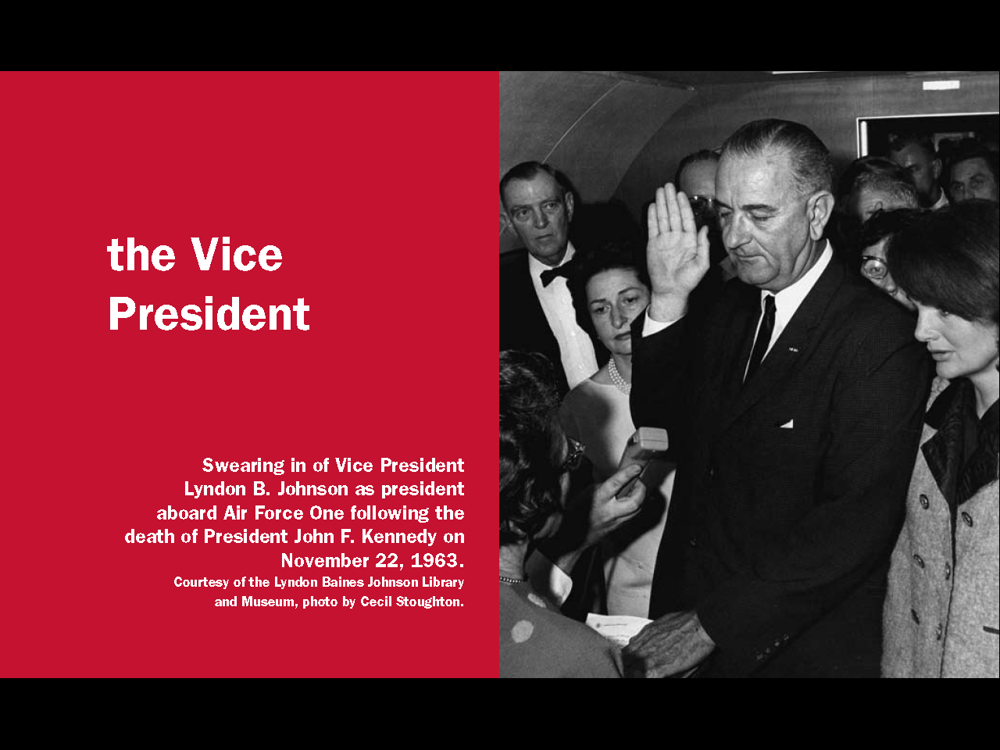 the Vice
President
Swearing in of Vice President
Lyndon B. Johnson as president
aboard Air Force One following the
death of President John F. Kennedy on
November 22, 1963.
Courtesy of the Lyndon Baines Johnson Library
and Museum, photo by Cecil Stoughton.